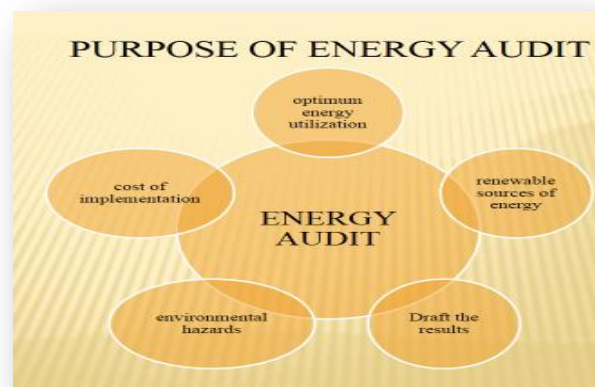 PURPOSE OF ENERGY AUDIT
optimum
energy
utilization
cost of
implementation
renewable
sources of
energy
ENERGY
AUDIT
environmental
hazards
Draft the
results